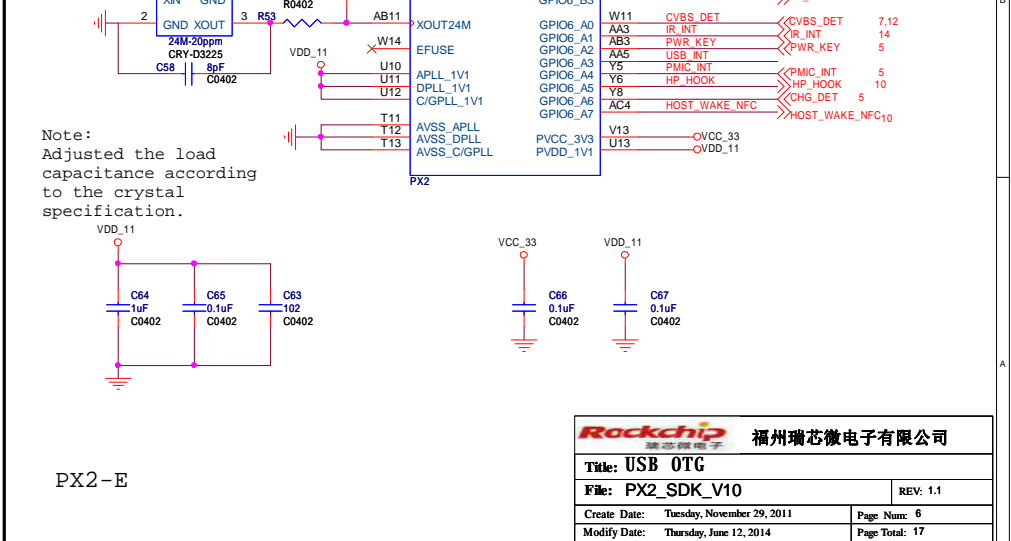 XIN GND
R0402
2 GND XOUT 3 R53
24M-20ppm
CRY-D3225
C58 8pF
C0402
VDD_11
AB11 XOUT24M
W14 EFUSE
U10 APLL_1V1
U11 DPLL_1V1
U12 C/GPLL_1V1
T11 AVSS_APLL
T12 AVSS_DPLL
T13 AVSS_C/GPLL
PX2
GPIO6_B3
GPIO6_A0 W11 CVBS_DET CVBS_DET 7,12
GPIO6_A1 AA3 IR_INT IR_INT 14
GPIO6_A2 AB3 PWR_KEY PWR_KEY 5
GPIO6_A3 AA5 USB_INT
GPIO6_A4 Y5 PMIC_INT PMIC_INT 5
GPIO6_A5 Y6 HP_HOOK HP_HOOK 10
GPIO6_A6 Y8 CHG_DET 5
GPIO6_A7 AC4 HOST_WAKE_NFC HOST_WAKE_NFC 10
PVCC_3V3 V13 VCC_33
PVDD_1V1 U13 VDD_11
B
Note:
Adjusted the load
capacitance according
to the crystal
specification.
VDD_11
C64
1uF
C0402
C65
0.1uF
C0402
C63
102
C0402
VCC_33
C66
0.1uF
C0402
VDD_11
C67
0.1uF
C0402
A
PX2-E
Rockchip
瑞芯微电子
福州瑞芯微电子有限公司
Title: USB OTG
File: PX2_SDK_V10 REV: 1.1
Create Date: Tuesday, November 29, 2011 Page Num: 6
Modify Date: Thursday, June 12, 2014 Page Total: 17